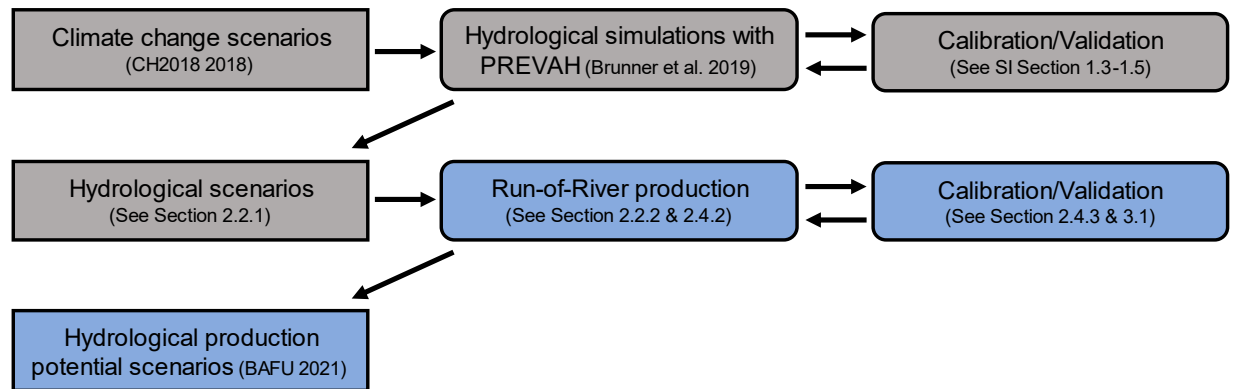 Climate change scenarios
(CH2018 2018)
Hydrological simulations with
PREVAH (Brunner et al. 2019)
Calibration/Validation
(See SI Section 1.3-1.5)
Hydrological scenarios
(See Section 2.2.1)
Run-of-River production
(See Section 2.2.2 & 2.4.2)
Calibration/Validation
(See Section 2.4.3 & 3.1)
Hydrological production
potential scenarios (BAFU 2021)